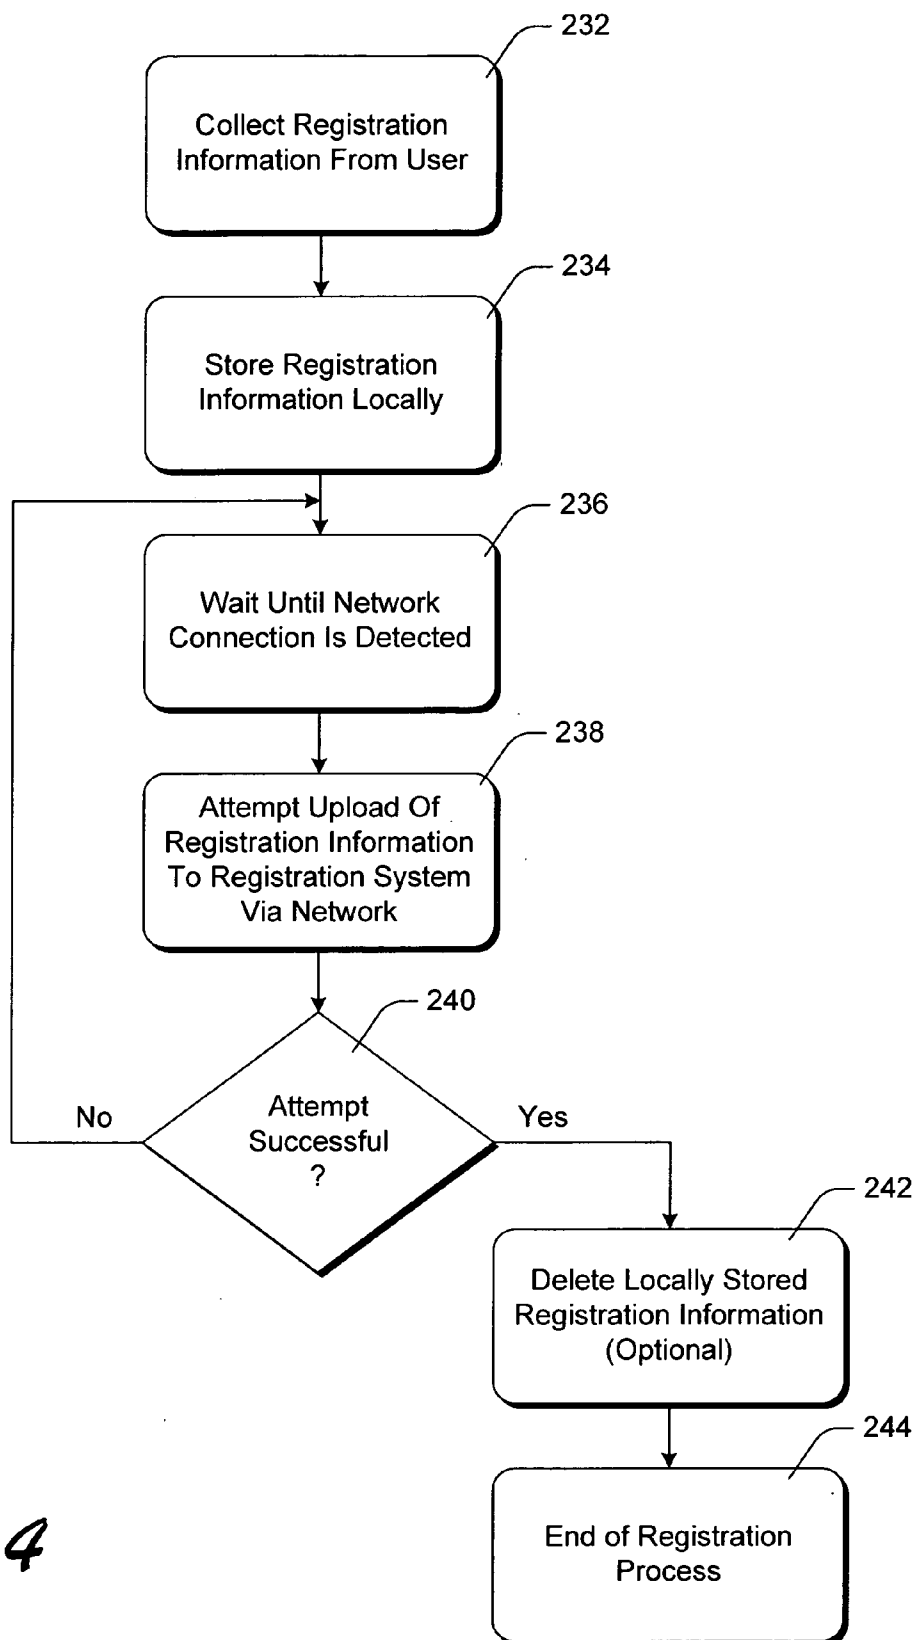 232
Collect Registration
Information From User
234
Store Registration
Information Locally
236
Wait Until Network
Connection Is Detected
238
Attempt Upload Of
Registration Information
To Registration System
Via Network
240
Attempt
Successful
?
No
Yes
242
Delete Locally Stored
Registration Information
(Optional)
244
End of Registration
Process
4